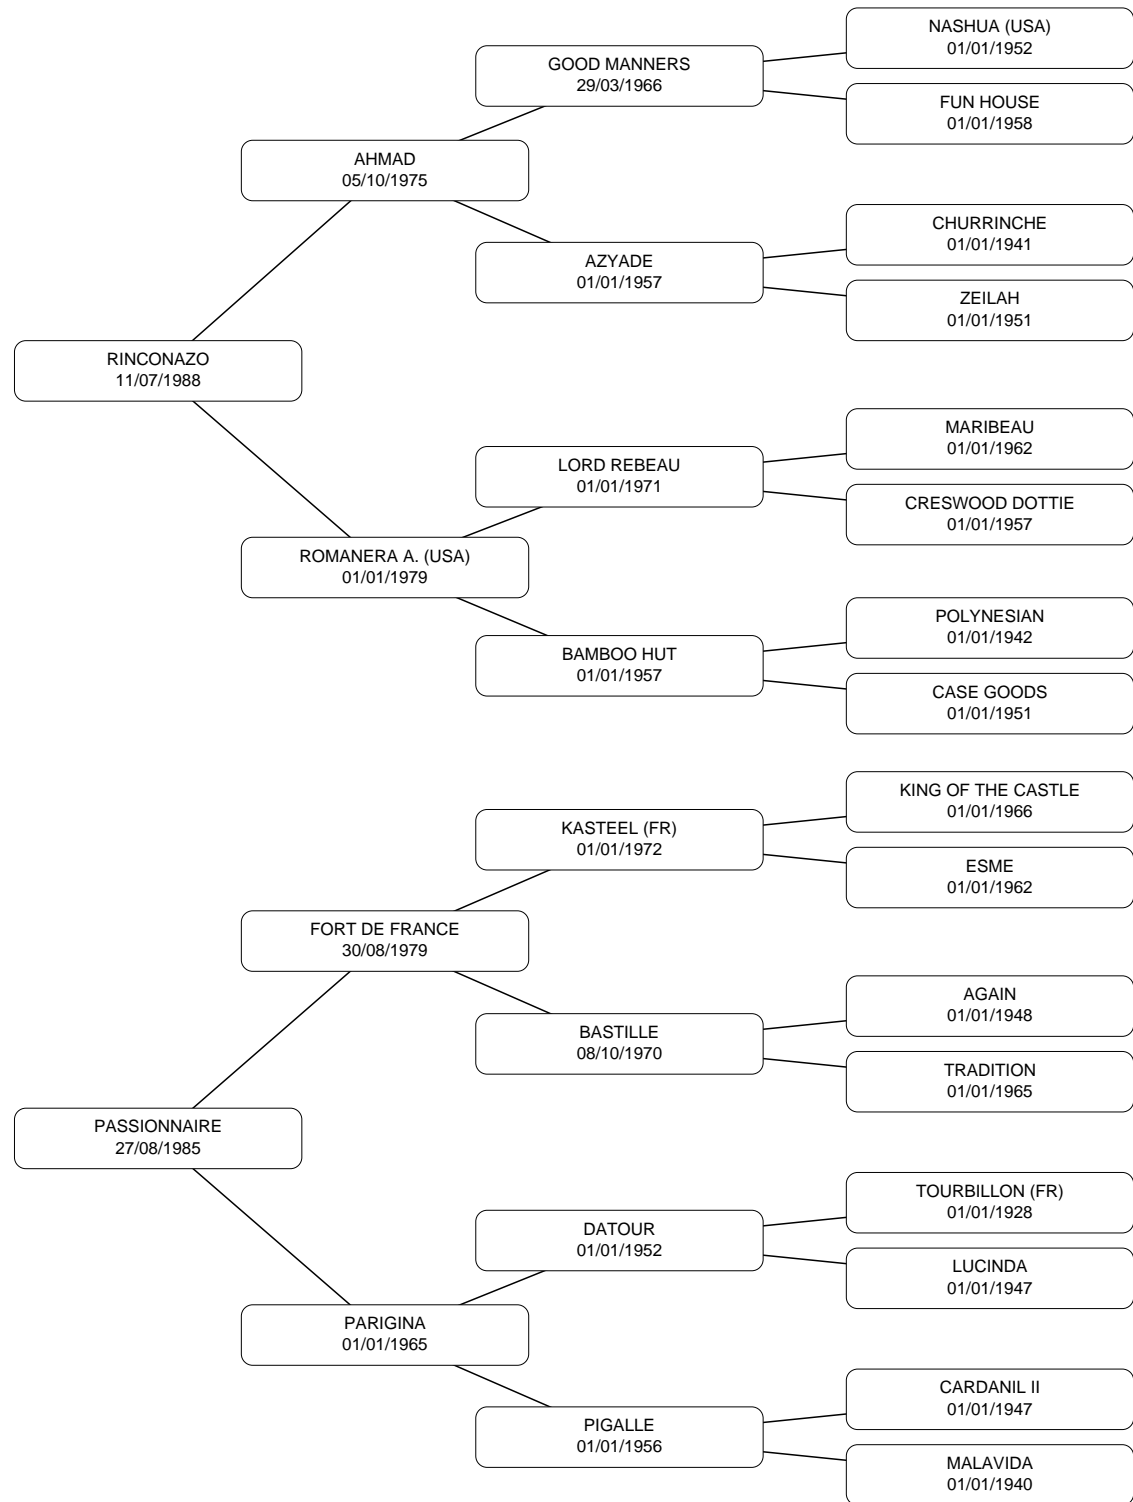 NASHUA (USA)
01/01/1952
GOOD MANNERS
29/03/1966
FUN HOUSE
01/01/1958
AHMAD
05/10/1975
CHURRINCHE
01/01/1941
AZYADE
01/01/1957
ZEILAH
01/01/1951
RINCONAZO
11/07/1988
MARIBEAU
01/01/1962
LORD REBEAU
01/01/1971
CRESWOOD DOTTIE
01/01/1957
ROMANERA A. (USA)
01/01/1979
POLYNESIAN
01/01/1942
BAMBOO HUT
01/01/1957
CASE GOODS
01/01/1951
KING OF THE CASTLE
01/01/1966
KASTEEL (FR)
01/01/1972
ESME
01/01/1962
FORT DE FRANCE
30/08/1979
AGAIN
01/01/1948
BASTILLE
08/10/1970
TRADITION
01/01/1965
PASSIONNAIRE
27/08/1985
TOURBILLON (FR)
01/01/1928
DATOUR
01/01/1952
LUCINDA
01/01/1947
PARIGINA
01/01/1965
CARDANIL II
01/01/1947
PIGALLE
01/01/1956
MALAVIDA
01/01/1940